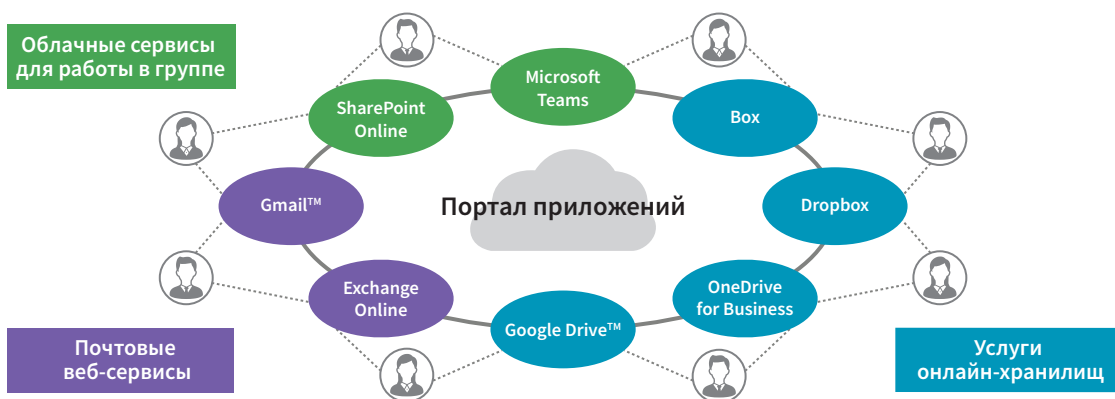 Облачные сервисы
для работы в группе
Microsoft
Teams
SharePoint
Online
Box
Gmail™
Портал приложений
Dropbox
Exchange
Online
OneDrive
for Business
Google Drive™
Почтовые
веб-сервисы
Услуги
онлайн-хранилищ